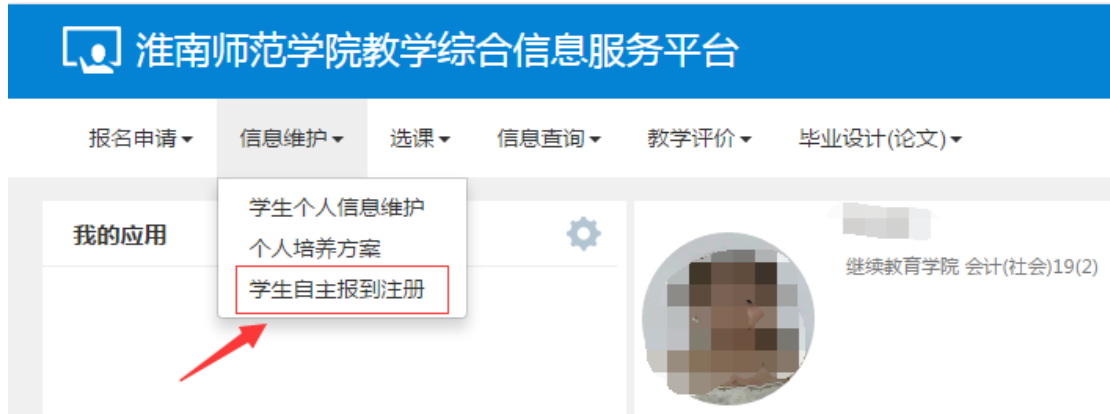 淮南师范学院教学综合信息服务平台
报名申请 信息维护 选课 信息查询 教学评价 毕业设计(论文)
学生个人信息维护
个人培养方案
学生自主报到注册
我的应用
继续教育学院 会计(社会)19(2)